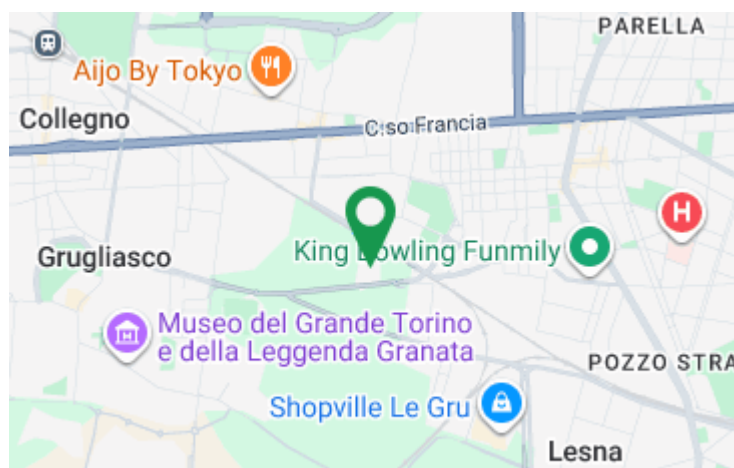 PARELLA
Aijo By Tokyo
Collegno
C.so Francia
H
Grugliasco
King Bowling Funmily
Museo del Grande Torino
e della Leggenda Granata
POZZO STRA
Shopville Le Gru
Lesna